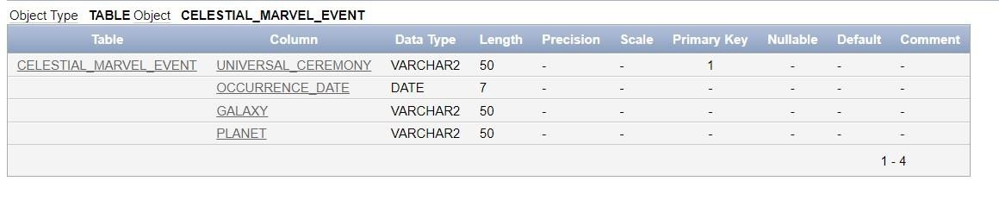 Object Type TABLE Object CELESTIAL_MARVEL_EVENT
Table Column Data Type Length Precision Scale Primary Key Nullable Default Comment
CELESTIAL_MARVEL_EVENT UNIVERSAL_CEREMONY VARCHAR2 50 - - 1 - - -
OCCURRENCE_DATE DATE 7 - - - - - -
GALAXY VARCHAR2 50 - - - - - -
PLANET VARCHAR2 50 - - - - - -
1 - 4